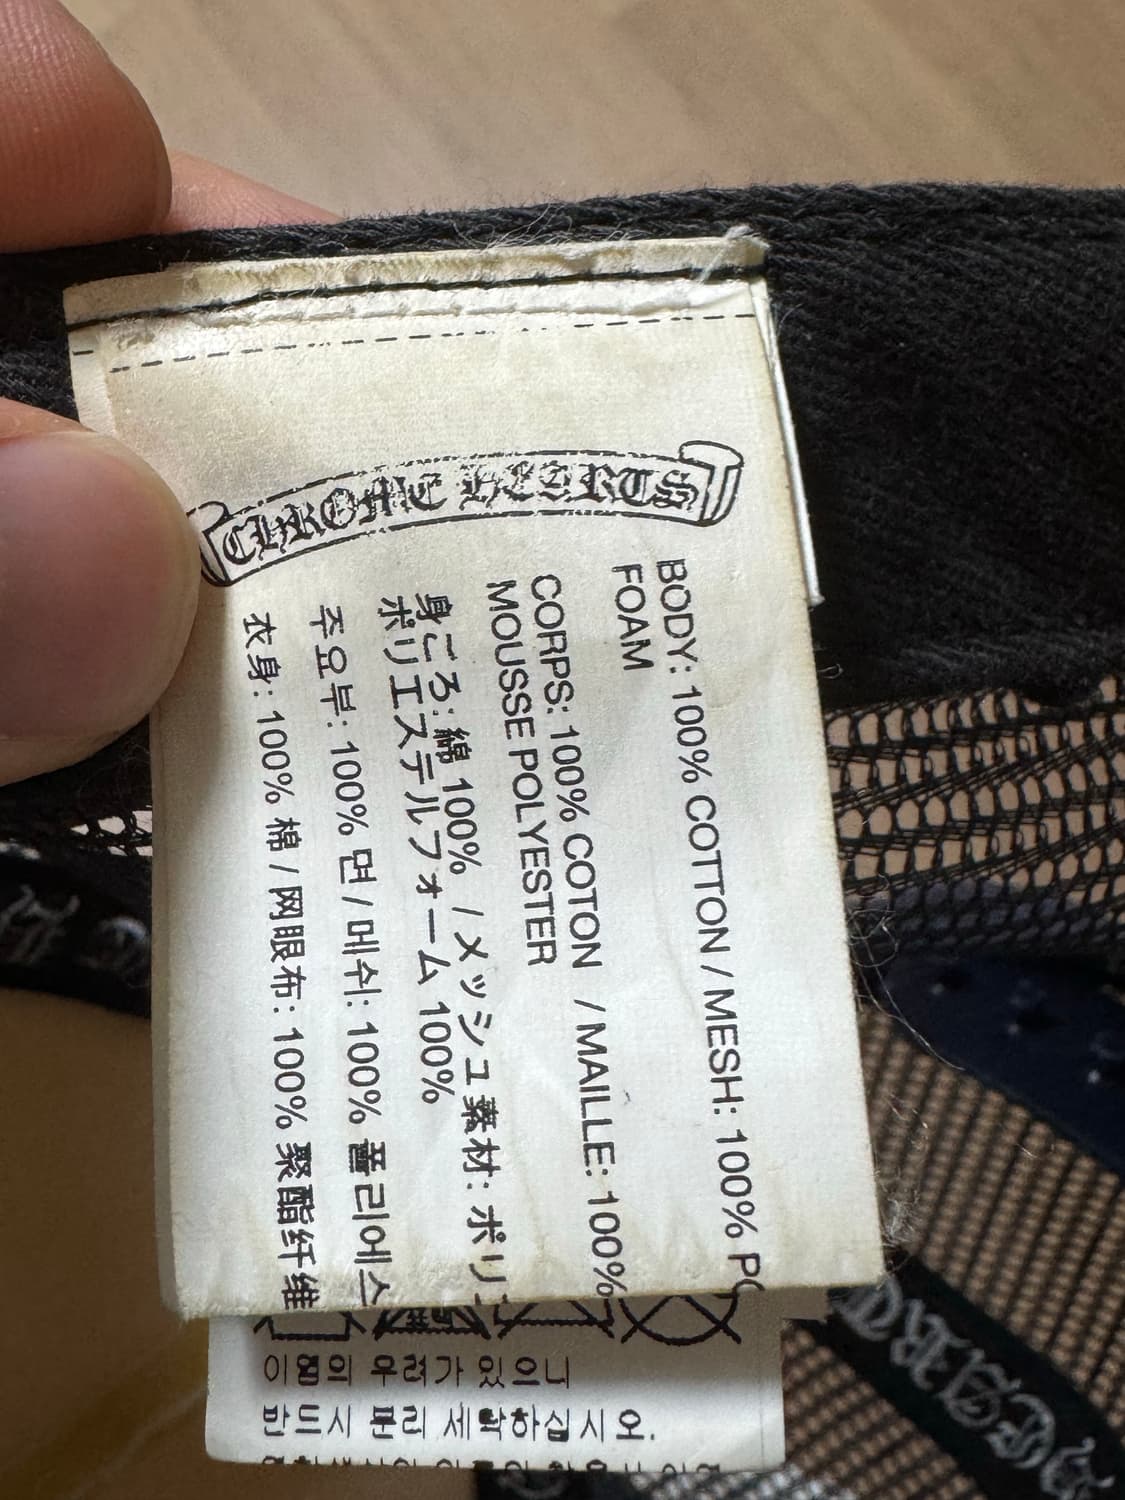 CHROME HEARTS
BODY: 100% COTTON / MESH: 100% PO
FOAM
CORPS: 100% COTON / MAILLE: 100%
MOUSSE POLYESTER
身ごろ: 綿 100% / メッシュ素材: ポリ
ポリエステルフォーム 100%
주요부: 100% 면 / 메쉬: 100% 폴리에스
衣身: 100% 棉 / 网眼布: 100% 聚酯纤维
우려가 있으니
반드시 분리 세탁하십시오.